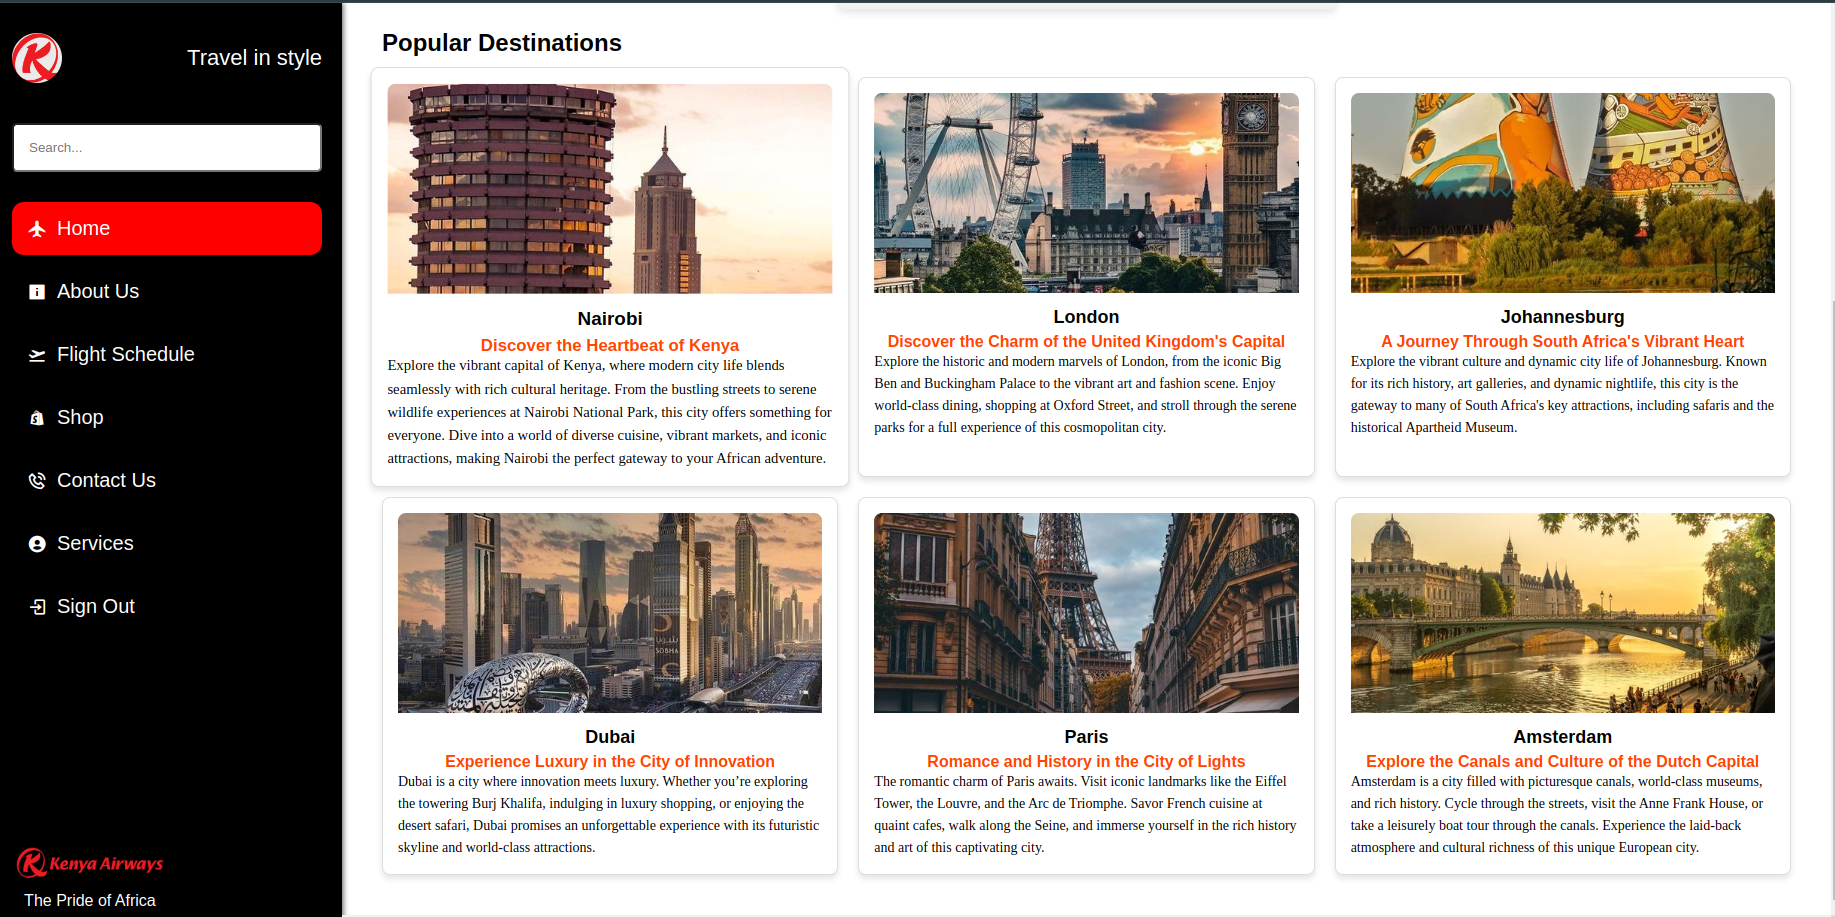 Travel in style
Search...
Home
About Us
Flight Schedule
Shop
Contact Us
Services
Sign Out
Kenya Airways
The Pride of Africa
Popular Destinations
Nairobi
Discover the Heartbeat of Kenya
Explore the vibrant capital of Kenya, where modern city life blends
seamlessly with rich cultural heritage. From the bustling streets to serene
wildlife experiences at Nairobi National Park, this city offers something for
everyone. Dive into a world of diverse cuisine, vibrant markets, and iconic
attractions, making Nairobi the perfect gateway to your African adventure.
London
Discover the Charm of the United Kingdom's Capital
Explore the historic and modern marvels of London, from the iconic Big
Ben and Buckingham Palace to the vibrant art and fashion scene. Enjoy
world-class dining, shopping at Oxford Street, and stroll through the serene
parks for a full experience of this cosmopolitan city.
Johannesburg
A Journey Through South Africa's Vibrant Heart
Explore the vibrant culture and dynamic city life of Johannesburg. Known
for its rich history, art galleries, and dynamic nightlife, this city is the
gateway to many of South Africa's key attractions, including safaris and the
historical Apartheid Museum.
SOBHA
Dubai
Experience Luxury in the City of Innovation
Dubai is a city where innovation meets luxury. Whether you’re exploring
the towering Burj Khalifa, indulging in luxury shopping, or enjoying the
desert safari, Dubai promises an unforgettable experience with its futuristic
skyline and world-class attractions.
Paris
Romance and History in the City of Lights
The romantic charm of Paris awaits. Visit iconic landmarks like the Eiffel
Tower, the Louvre, and the Arc de Triomphe. Savor French cuisine at
quaint cafes, walk along the Seine, and immerse yourself in the rich history
and art of this captivating city.
Amsterdam
Explore the Canals and Culture of the Dutch Capital
Amsterdam is a city filled with picturesque canals, world-class museums,
and rich history. Cycle through the streets, visit the Anne Frank House, or
take a leisurely boat tour through the canals. Experience the laid-back
atmosphere and cultural richness of this unique European city.